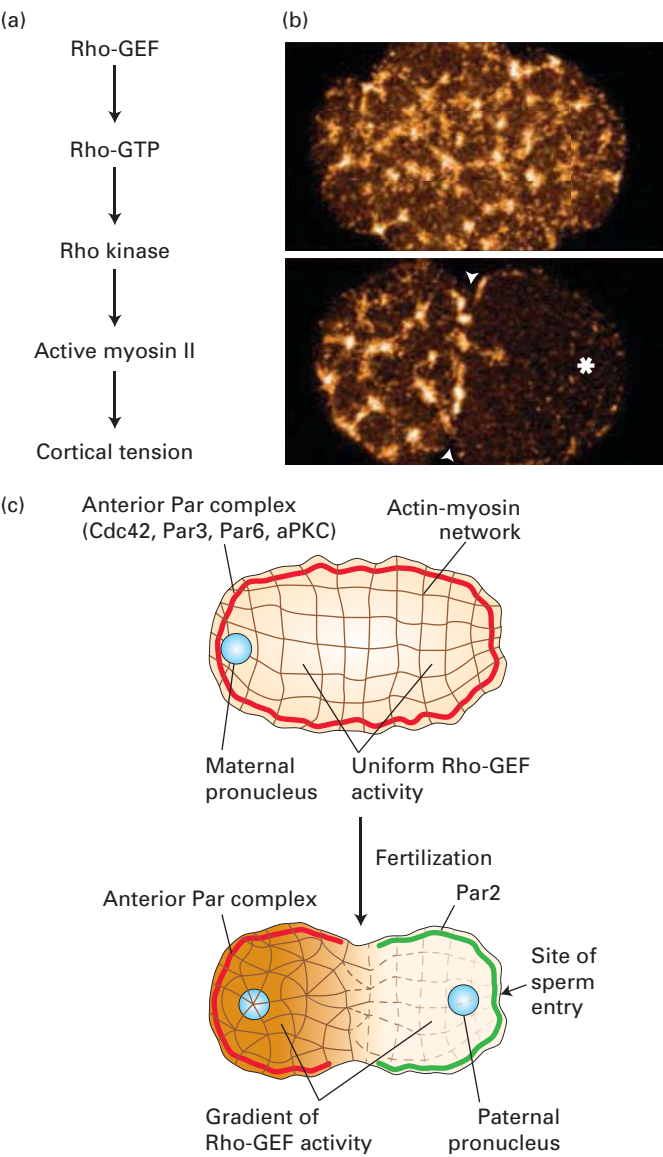 (a)
Rho-GEF
Rho-GTP
Rho kinase
Active myosin II
Cortical tension
(b)
*
(c)
Anterior Par complex
(Cdc42, Par3, Par6, aPKC)
Actin-myosin
network
Maternal
pronucleus
Uniform Rho-GEF
activity
Fertilization
Anterior Par complex
Par2
Site of
sperm
entry
Gradient of
Rho-GEF activity
Paternal
pronucleus